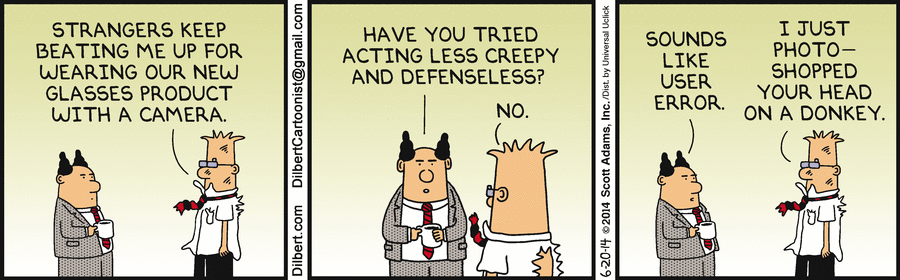 STRANGERS KEEP
BEATING ME UP FOR
WEARING OUR NEW
GLASSES PRODUCT
WITH A CAMERA.
Dilbert.com DilbertCartoonist@gmail.com
HAVE YOU TRIED
ACTING LESS CREEPY
AND DEFENSELESS?
NO.
6-20-14 ©2014 Scott Adams, Inc. /Dist. by Universal Uclick
SOUNDS
LIKE
USER
ERROR.
I JUST
PHOTO-
SHOPPED
YOUR HEAD
ON A DONKEY.